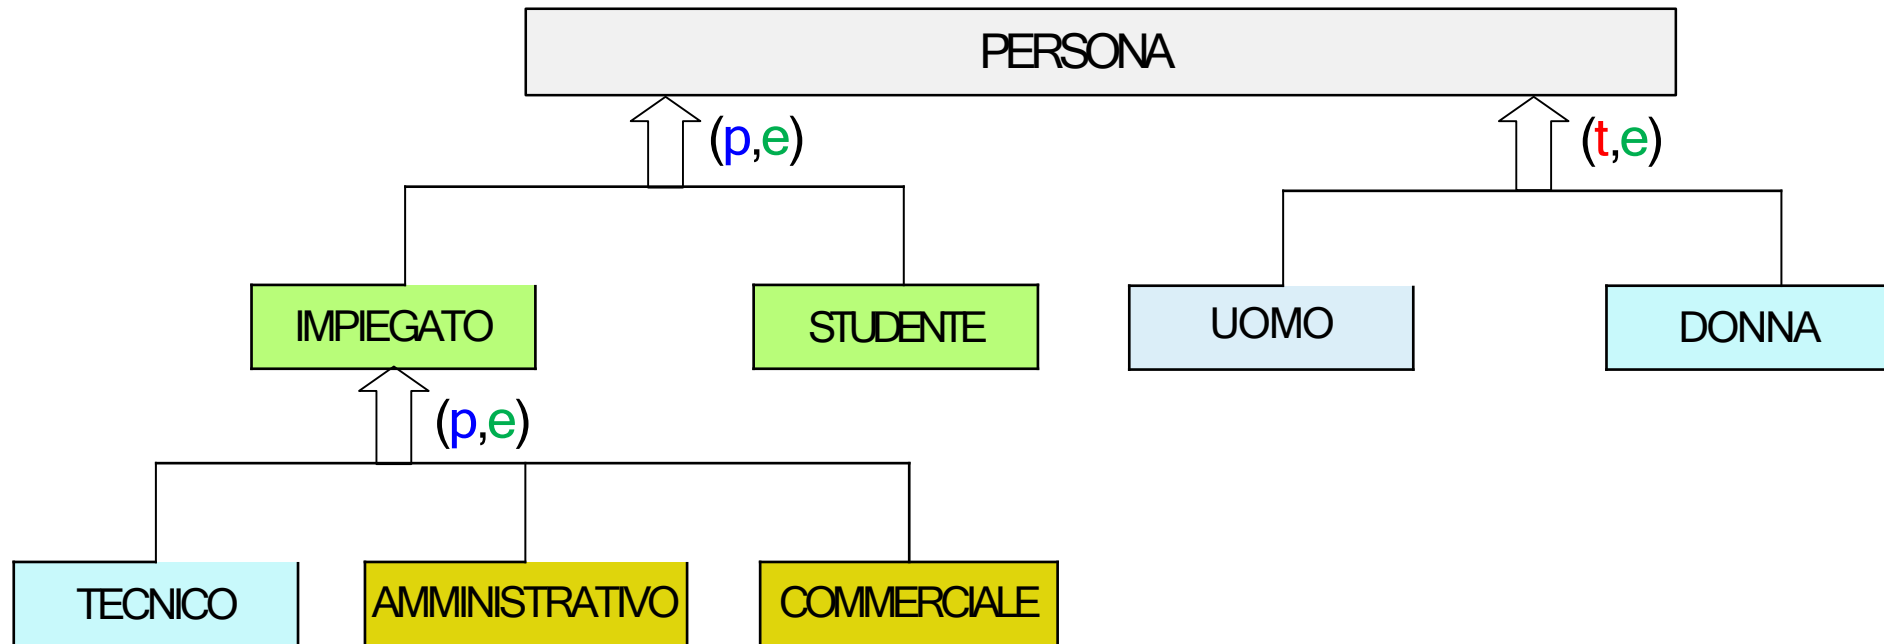 PERSONA
(p,e)
(t,e)
IMPIEGATO
STUDENTE
UOMO
DONNA
(p,e)
TECNICO
AMMINISTRATIVO
COMMERCIALE